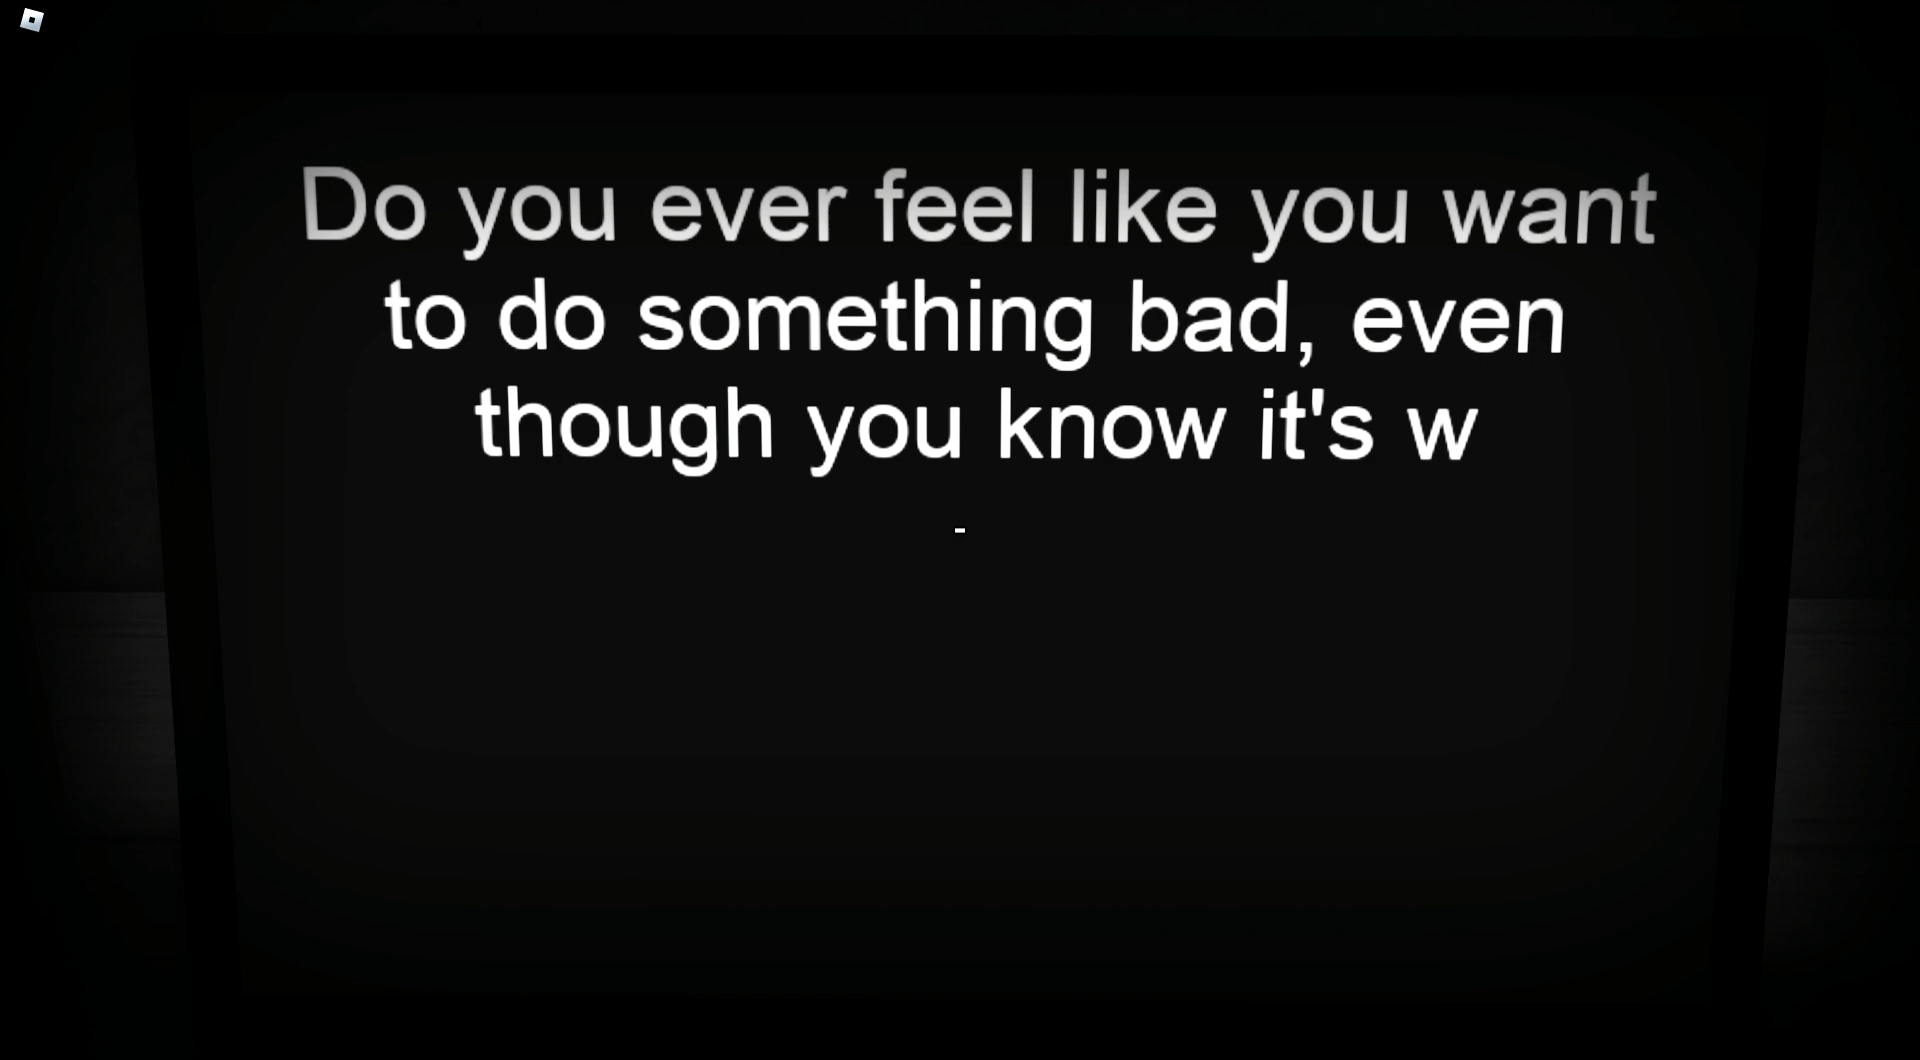 Do you ever feel like you want
to do something bad, even
though you know it's w